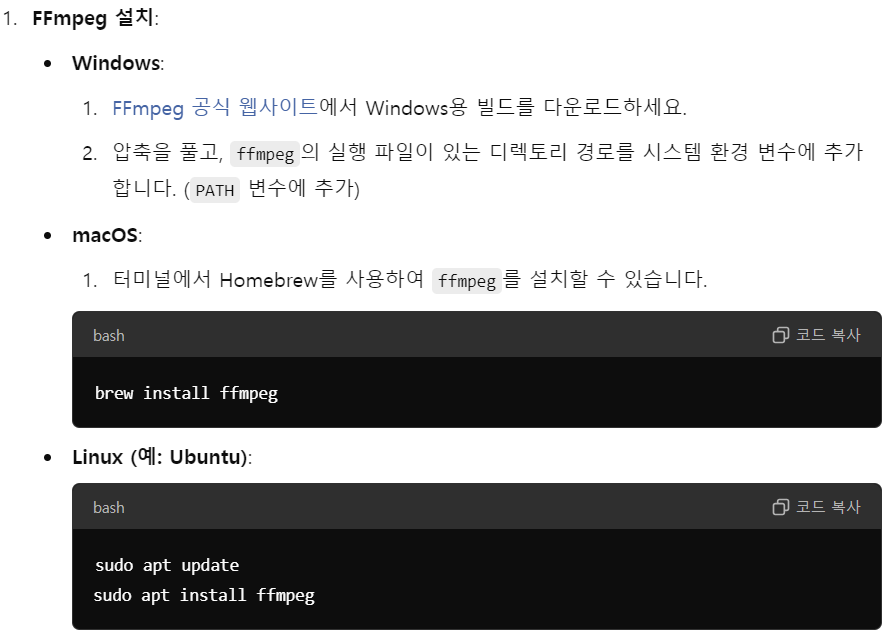 1. FFmpeg 설치:
• Windows:
1. FFmpeg 공식 웹사이트에서 Windows용 빌드를 다운로드하세요.
2. 압축을 풀고, ffmpeg의 실행 파일이 있는 디렉토리 경로를 시스템 환경 변수에 추가
합니다. (PATH 변수에 추가)
• macOS:
1. 터미널에서 Homebrew를 사용하여 ffmpeg를 설치할 수 있습니다.
bash 코드 복사
brew install ffmpeg
• Linux (예: Ubuntu):
bash 코드 복사
sudo apt update
sudo apt install ffmpeg